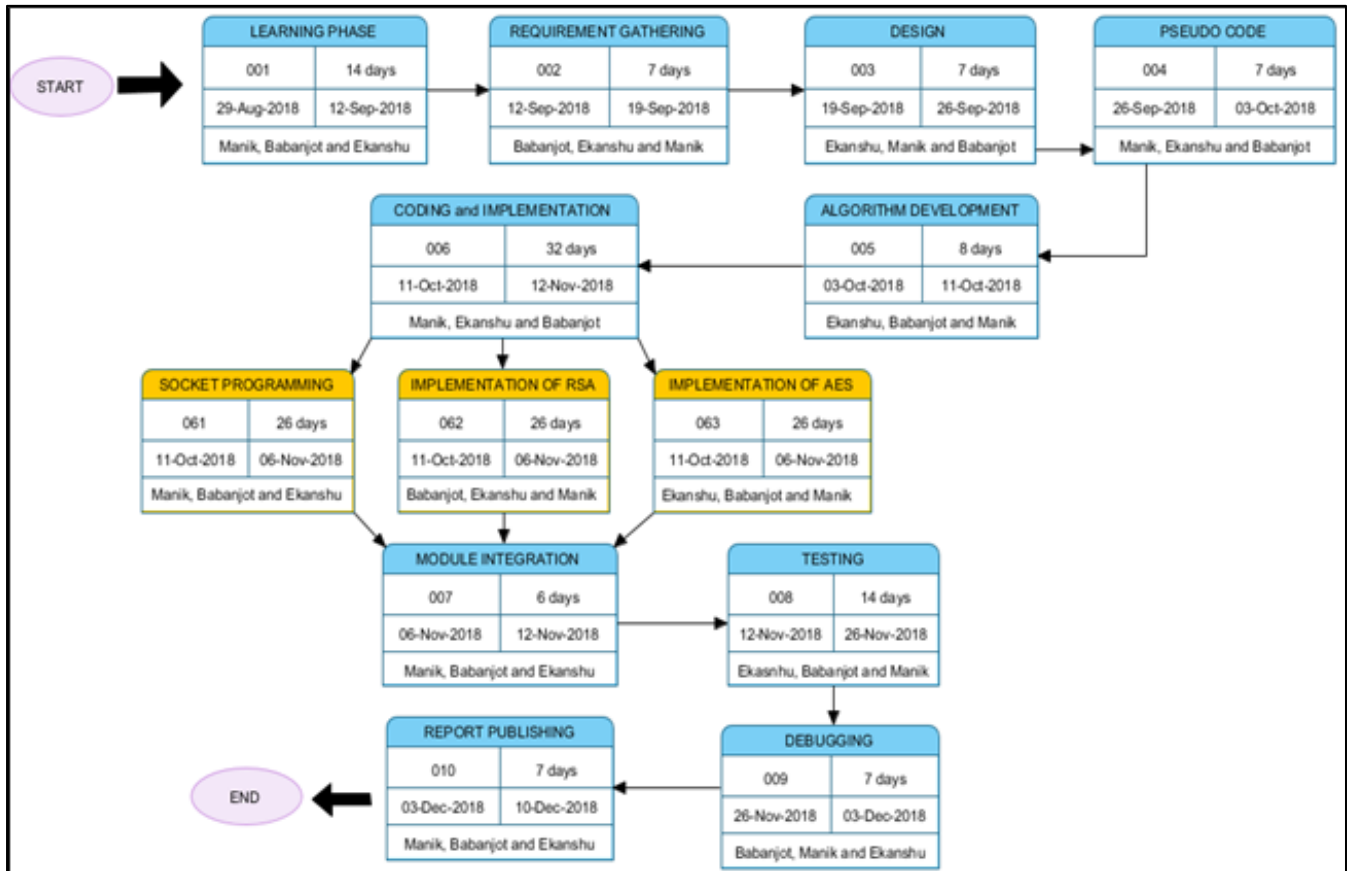 START
LEARNING PHASE
001 14 days
29-Aug-2018 12-Sep-2018
Manik, Babanjot and Ekanshu
REQUIREMENT GATHERING
002 7 days
12-Sep-2018 19-Sep-2018
Babanjot, Ekanshu and Manik
DESIGN
003 7 days
19-Sep-2018 26-Sep-2018
Ekanshu, Manik and Babanjot
PSEUDO CODE
004 7 days
26-Sep-2018 03-Oct-2018
Manik, Ekanshu and Babanjot
ALGORITHM DEVELOPMENT
005 8 days
03-Oct-2018 11-Oct-2018
Ekanshu, Babanjot and Manik
CODING and IMPLEMENTATION
006 32 days
11-Oct-2018 12-Nov-2018
Manik, Ekanshu and Babanjot
SOCKET PROGRAMMING
061 26 days
11-Oct-2018 06-Nov-2018
Manik, Babanjot and Ekanshu
IMPLEMENTATION OF RSA
062 26 days
11-Oct-2018 06-Nov-2018
Babanjot, Ekanshu and Manik
IMPLEMENTATION OF AES
063 26 days
11-Oct-2018 06-Nov-2018
Ekanshu, Babanjot and Manik
MODULE INTEGRATION
007 6 days
06-Nov-2018 12-Nov-2018
Manik, Babanjot and Ekanshu
TESTING
008 14 days
12-Nov-2018 26-Nov-2018
Ekasnhu, Babanjot and Manik
DEBUGGING
009 7 days
26-Nov-2018 03-Dec-2018
Babanjot, Manik and Ekanshu
REPORT PUBLISHING
010 7 days
03-Dec-2018 10-Dec-2018
Manik, Babanjot and Ekanshu
END